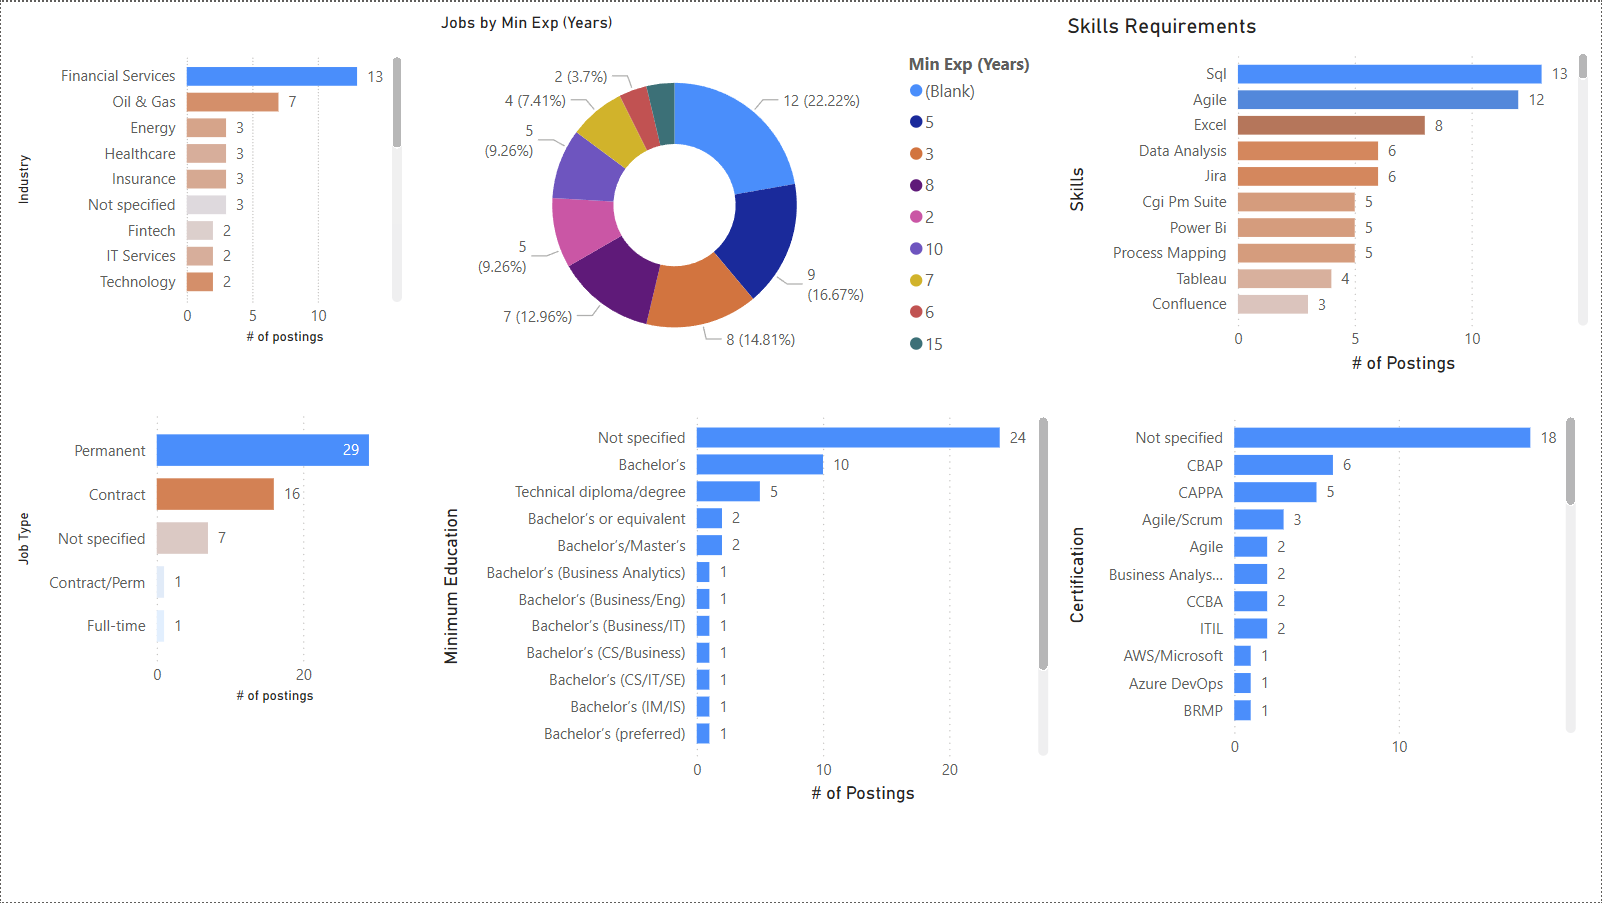 Jobs by Min Exp (Years)
Skills Requirements
Industry
Financial Services 13
Oil & Gas 7
Energy 3
Healthcare 3
Insurance 3
Not specified 3
Fintech 2
IT Services 2
Technology 2
0 5 10
# of postings
2 (3.7%)
4 (7.41%)
5
(9.26%)
5
(9.26%)
7 (12.96%)
8 (14.81%)
9
(16.67%)
12 (22.22%)
Min Exp (Years)
(Blank)
5
3
8
2
10
7
6
15
Skills
Sql 13
Agile 12
Excel 8
Data Analysis 6
Jira 6
Cgi Pm Suite 5
Power Bi 5
Process Mapping 5
Tableau 4
Confluence 3
0 5 10
# of Postings
Job Type
Permanent 29
Contract 16
Not specified 7
Contract/Perm 1
Full-time 1
0 20
# of postings
Minimum Education
Not specified 24
Bachelor’s 10
Technical diploma/degree 5
Bachelor’s or equivalent 2
Bachelor’s/Master’s 2
Bachelor’s (Business Analytics) 1
Bachelor’s (Business/Eng) 1
Bachelor’s (Business/IT) 1
Bachelor’s (CS/Business) 1
Bachelor’s (CS/IT/SE) 1
Bachelor’s (IM/IS) 1
Bachelor’s (preferred) 1
0 10 20
# of Postings
Certification
Not specified 18
CBAP 6
CAPPA 5
Agile/Scrum 3
Agile 2
Business Analys... 2
CCBA 2
ITIL 2
AWS/Microsoft 1
Azure DevOps 1
BRMP 1
0 10